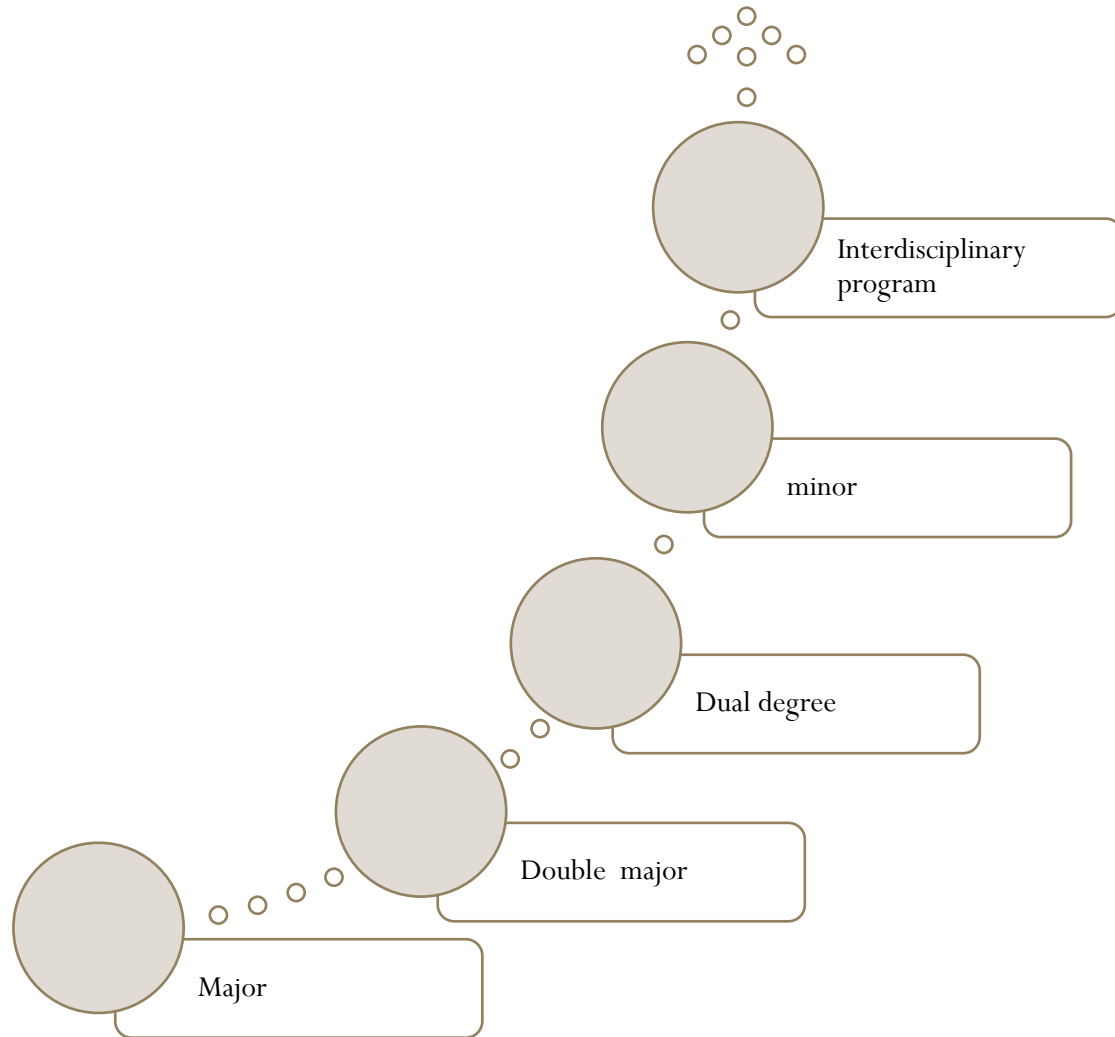 Interdisciplinary
program
minor
Dual degree
Double  major
Major